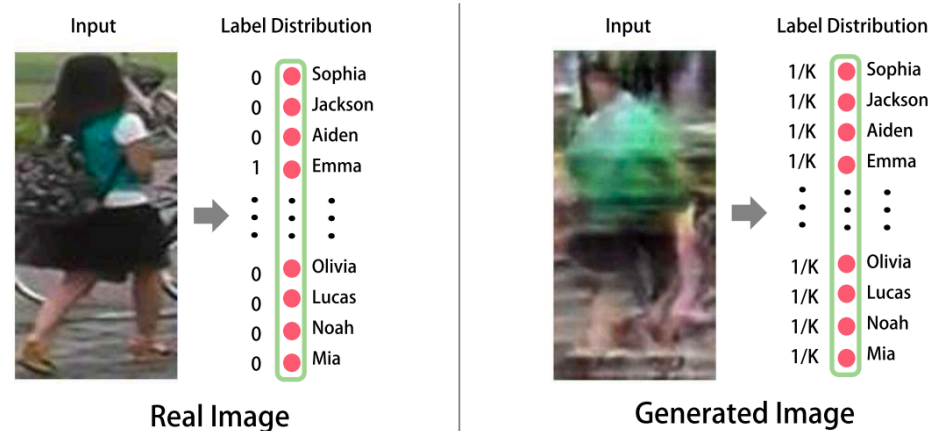 Input Label Distribution
0 Sophia
0 Jackson
0 Aiden
1 Emma
0 Olivia
0 Lucas
0 Noah
0 Mia
Real Image
Input Label Distribution
1/K Sophia
1/K Jackson
1/K Aiden
1/K Emma
1/K Olivia
1/K Lucas
1/K Noah
1/K Mia
Generated Image